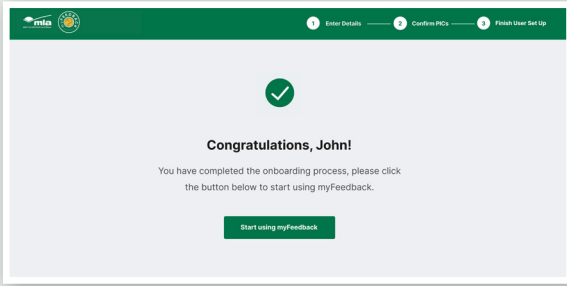 mla
FEEDBACK
1 Enter Details
2 Confirm PICs
3 Finish User Set Up
Congratulations, John!
You have completed the onboarding process, please click
the button below to start using myFeedback.
Start using myFeedback